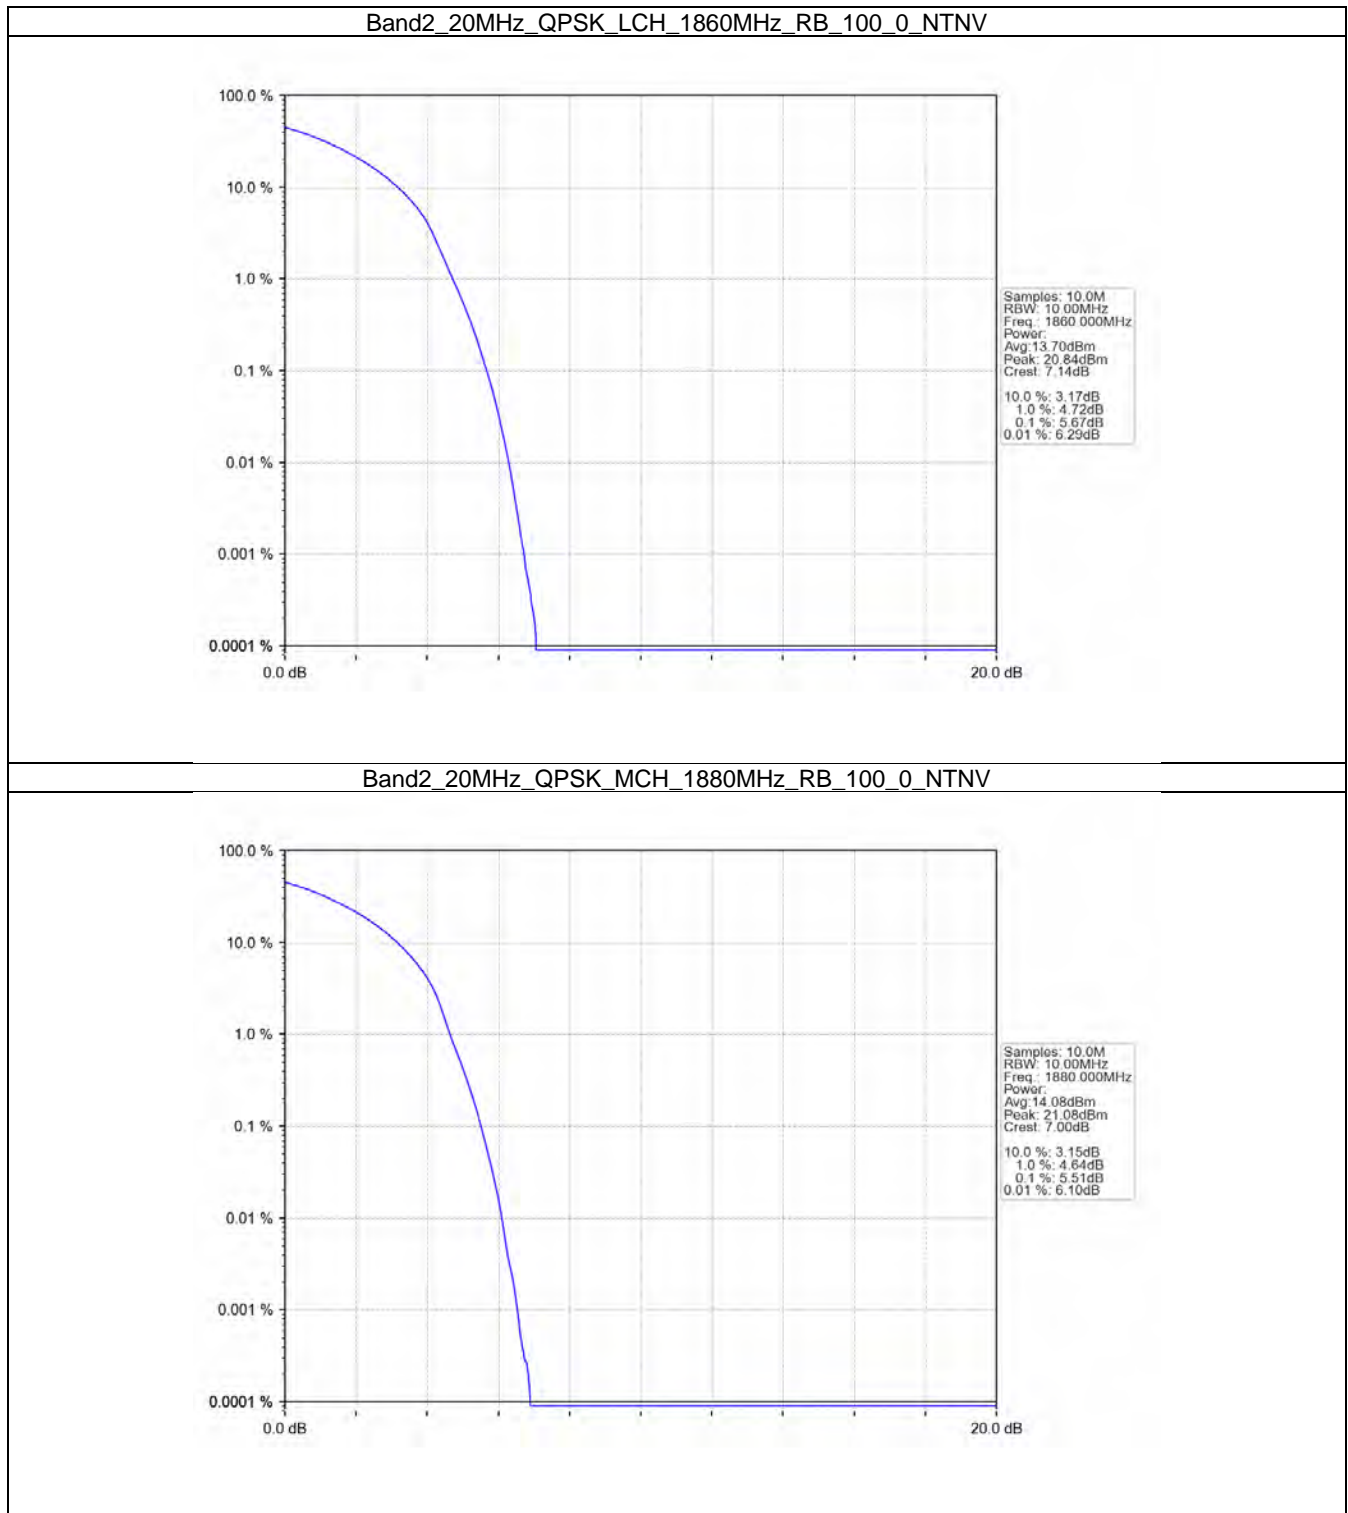 Band2_20MHz_QPSK_LCH_1860MHz_RB_100_0_NTNV
100.0 %
10.0 %
1.0 %
0.1 %
0.01 %
0.001 %
0.0001 %
0.0 dB
20.0 dB
Samples: 10.0M
RBW: 10.00MHz
Freq.: 1860.000MHz
Power:
Avg:13.70dBm
Peak: 20.84dBm
Crest: 7.14dB
10.0 %: 3.17dB
1.0 %: 4.72dB
0.1 %: 5.67dB
0.01 %: 6.29dB
Band2_20MHz_QPSK_MCH_1880MHz_RB_100_0_NTNV
100.0 %
10.0 %
1.0 %
0.1 %
0.01 %
0.001 %
0.0001 %
0.0 dB
20.0 dB
Samples: 10.0M
RBW: 10.00MHz
Freq.: 1880.000MHz
Power:
Avg:14.08dBm
Peak: 21.08dBm
Crest: 7.00dB
10.0 %: 3.15dB
1.0 %: 4.64dB
0.1 %: 5.51dB
0.01 %: 6.10dB